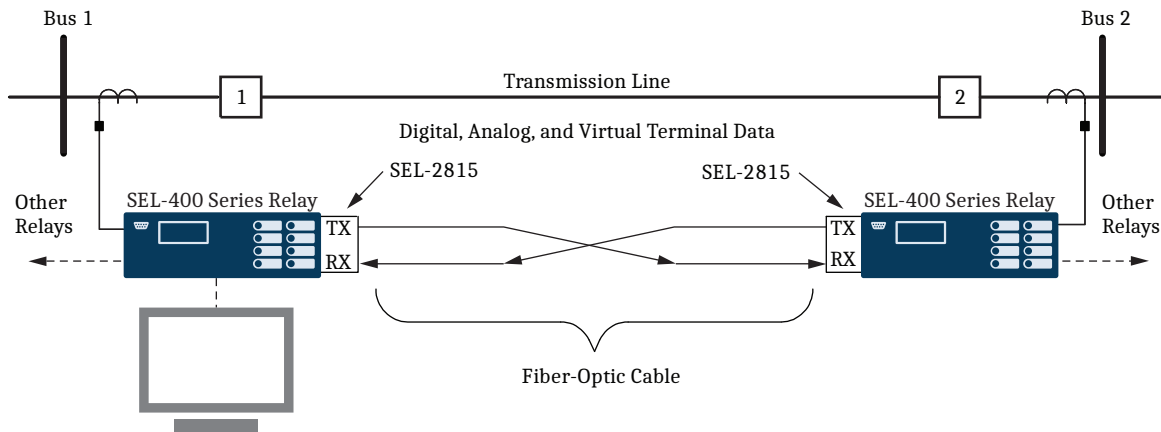 Bus 1
Bus 2
Transmission Line
1
2
Digital, Analog, and Virtual Terminal Data
SEL-2815
SEL-2815
Other
Relays
SEL-400 Series Relay
SEL-400 Series Relay
Other
Relays
TX
TX
RX
RX
Fiber-Optic Cable